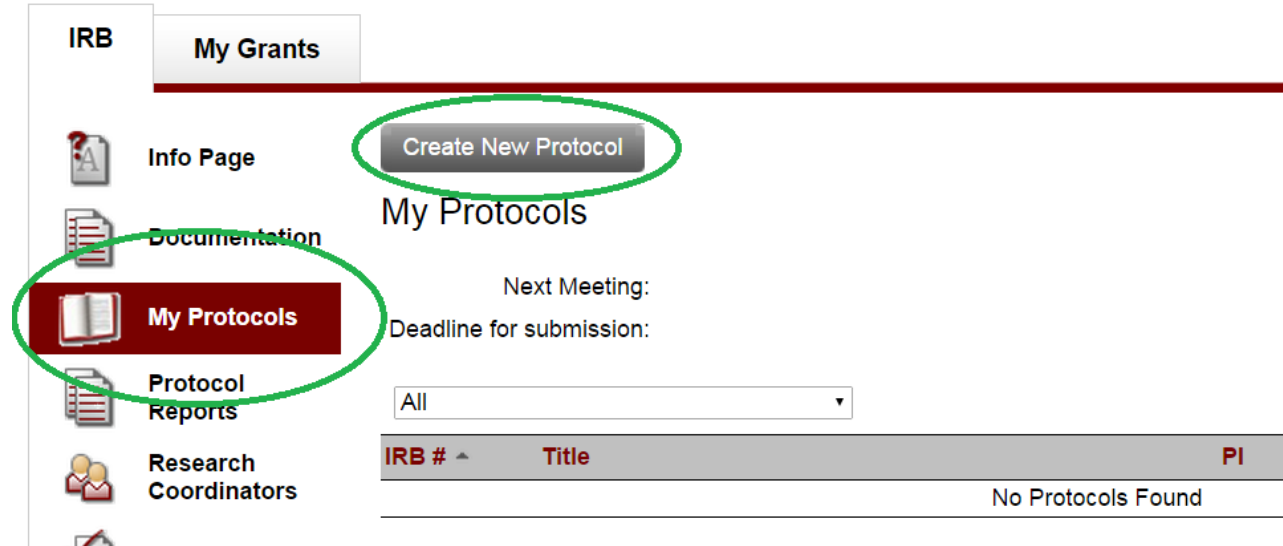 IRB
My Grants
Info Page
Documentation
My Protocols
Protocol
Reports
Research
Coordinators
Create New Protocol
My Protocols
Next Meeting:
Deadline for submission:
All
IRB # Title PI
No Protocols Found